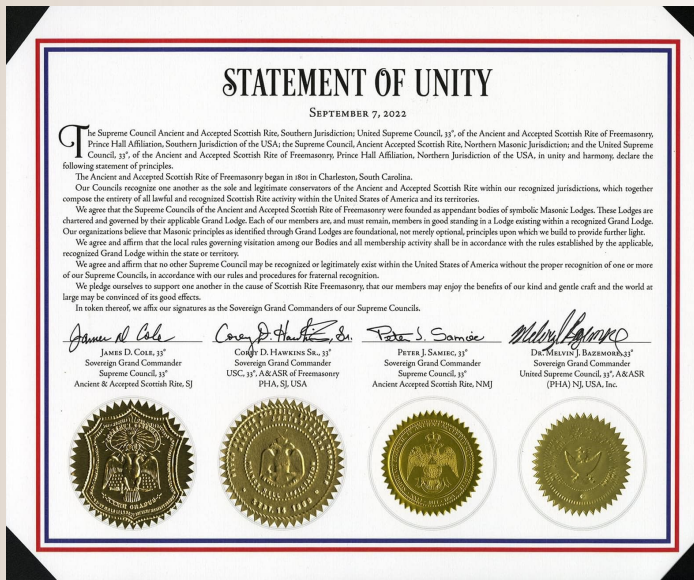 STATEMENT OF UNITY
SEPTEMBER 7, 2022
The Supreme Council Ancient and Accepted Scottish Rite, Southern Jurisdiction; United Supreme Council, 33°, of the Ancient and Accepted Scottish Rite of Freemasonry,
Prince Hall Affiliation, Southern Jurisdiction of the USA; the Supreme Council, Ancient Accepted Scottish Rite, Northern Masonic Jurisdiction; and the United Supreme
Council, 33°, of the Ancient and Accepted Scottish Rite of Freemasonry, Prince Hall Affiliation, Northern Jurisdiction of the USA, in unity and harmony, declare the
following statement of principles.
The Ancient and Accepted Scottish Rite of Freemasonry began in 1801 in Charleston, South Carolina.
Our Councils recognize one another as the sole and legitimate conservators of the Ancient and Accepted Scottish Rite within our recognized jurisdictions, which together
compose the entirety of all lawful and recognized Scottish Rite activity within the United States of America and its territories.
We agree that the Supreme Councils of the Ancient and Accepted Scottish Rite of Freemasonry were founded as appendant bodies of symbolic Masonic Lodges. These Lodges are
chartered and governed by their applicable Grand Lodge. Each of our members are, and must remain, members in good standing in a Lodge existing within a recognized Grand Lodge.
Our organizations believe that Masonic principles as identified through Grand Lodges are foundational, not merely optional, principles upon which we build to provide further light.
We agree and affirm that the local rules governing visitation among our Bodies and all membership activity shall be in accordance with the rules established by the applicable,
recognized Grand Lodge within the state or territory.
We agree and affirm that no other Supreme Council may be recognized or legitimately exist within the United States of America without the proper recognition of one or more
of our Supreme Councils, in accordance with our rules and procedures for fraternal recognition.
We pledge ourselves to support one another in the cause of Scottish Rite Freemasonry, that our members may enjoy the benefits of our kind and gentle craft and the world at
large may be convinced of its good effects.
In token thereof, we affix our signatures as the Sovereign Grand Commanders of our Supreme Councils.
James D. Cole Corey D. Hawkins, Sr. Peter J. Samiec Melvin J. Bazemore
JAMES D. COLE, 33° COREY D. HAWKINS SR., 33° PETER J. SAMIEC, 33° DR. MELVIN J. BAZEMORE, 33°
Sovereign Grand Commander Sovereign Grand Commander Sovereign Grand Commander Sovereign Grand Commander
Supreme Council, 33° USC, 33°, A&ASR of Freemasonry Supreme Council, 33° United Supreme Council, 33°, A&ASR
Ancient & Accepted Scottish Rite, SJ PHA, SJ, USA Ancient Accepted Scottish Rite, NMJ (PHA) NJ, USA, Inc.